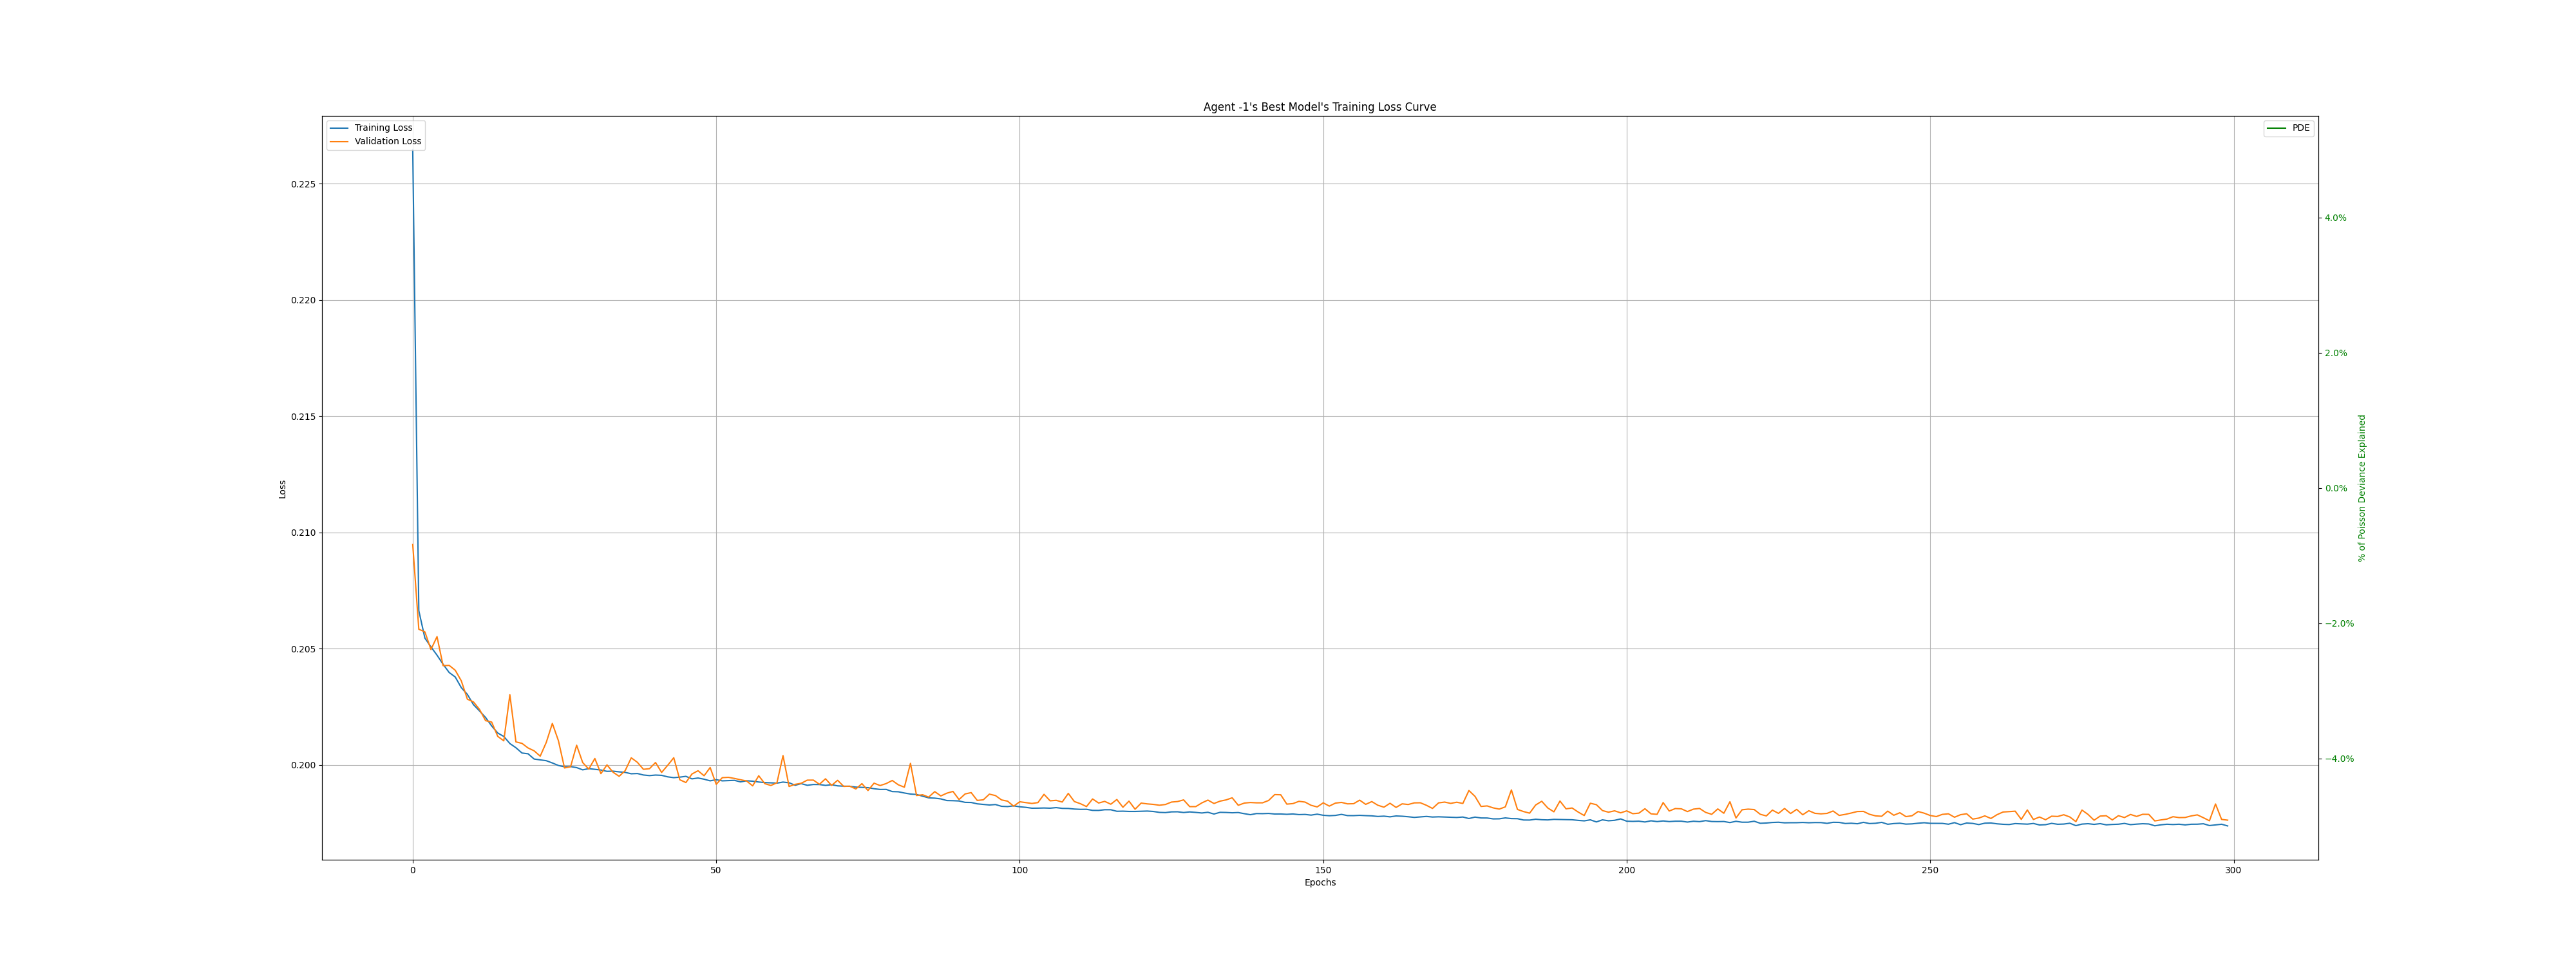 Agent -1's Best Model's Training Loss Curve
Training Loss
Validation Loss
PDE
0.225
0.220
0.215
0.210
0.205
0.200
Loss
4.0%
2.0%
0.0%
−2.0%
−4.0%
% of Poisson Deviance Explained
0
50
100
150
200
250
300
Epochs